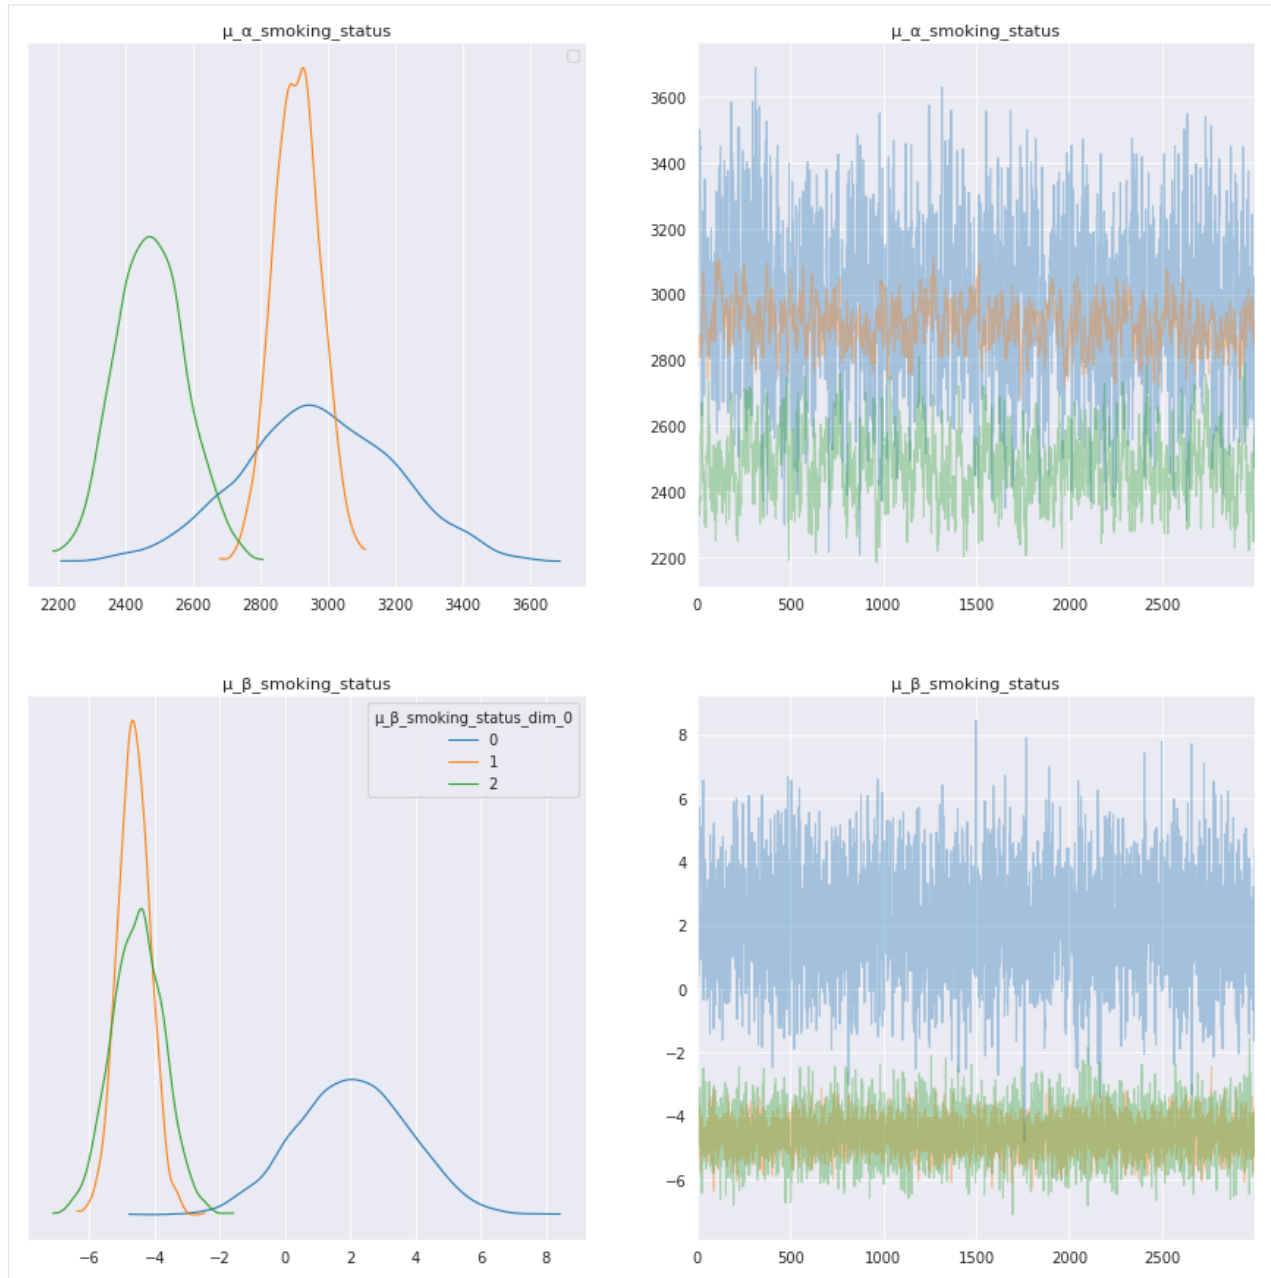 μ_α_smoking_status
μ_α_smoking_status
3600
3400
3200
3000
2800
2600
2400
2200
2200 2400 2600 2800 3000 3200 3400 3600
0 500 1000 1500 2000 2500
μ_β_smoking_status
μ_β_smoking_status
μ_β_smoking_status_dim_0
0
1
2
8
6
4
2
0
−2
−4
−6
−6 −4 −2 0 2 4 6 8
0 500 1000 1500 2000 2500